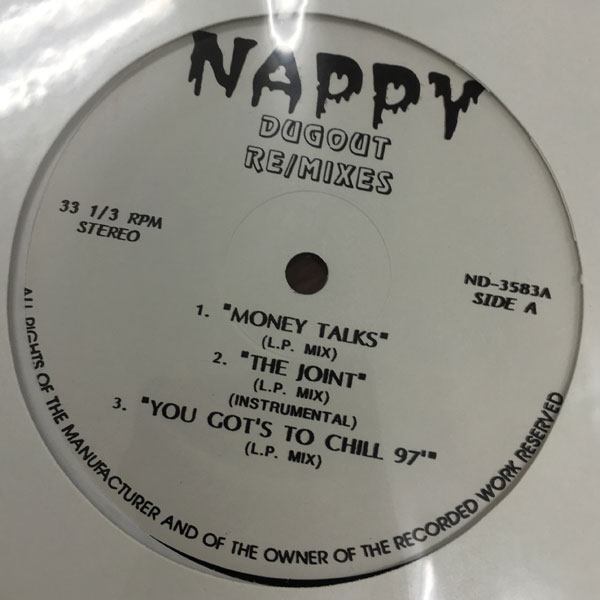 NAPPY
DUGOUT
RE/MIXES
33 1/3 RPM
STEREO
ND-3583A
SIDE A
1. "MONEY TALKS"
(L.P. MIX)
2. "THE JOINT"
(L.P. MIX)
(INSTRUMENTAL)
3. "YOU GOT'S TO CHILL 97'"
(L.P. MIX)
ALL RIGHTS OF THE MANUFACTURER AND OF THE OWNER OF THE RECORDED WORK RESERVED